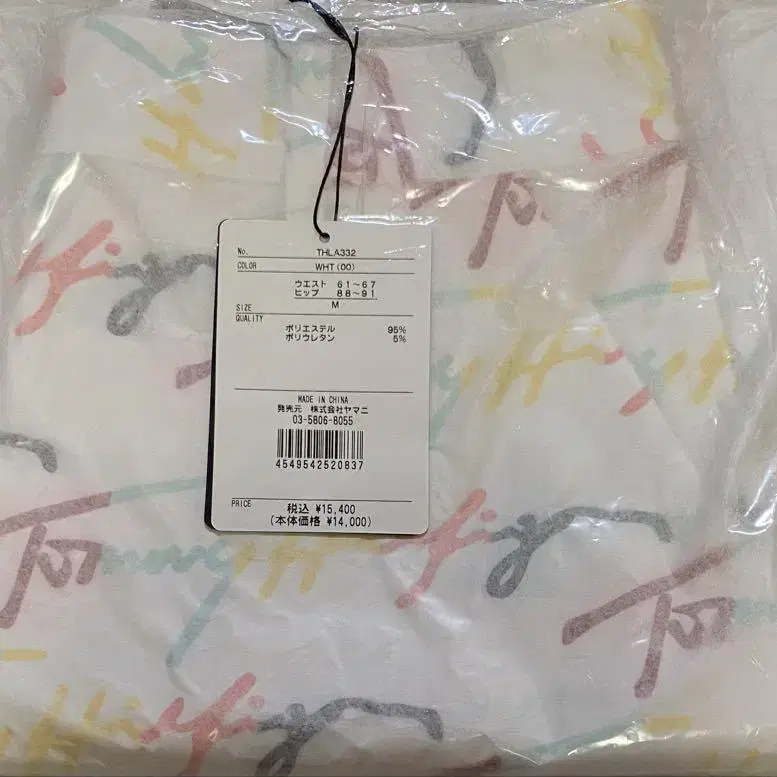 No. THLA332
COLOR WHT(00)
ウエスト 61~67
ヒップ 88~91
SIZE M
QUALITY
ポリエステル 95%
ポリウレタン 5%
MADE IN CHINA
発売元 株式会社ヤマニ
03-5806-8055
4549542520837
PRICE 税込 ¥15,400
(本体価格 ¥14,000)
Tommy Hilfiger
Tom